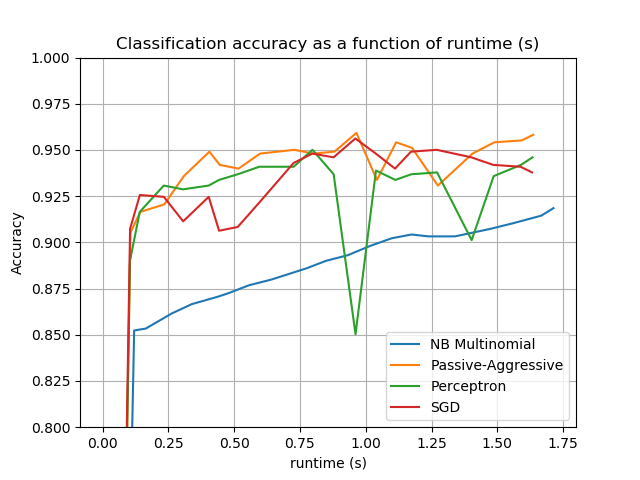 Classification accuracy as a function of runtime (s)
1.000
0.975
0.950
0.925
0.900
0.875
0.850
0.825
0.800
Accuracy
NB Multinomial
Passive-Aggressive
Perceptron
SGD
0.00 0.25 0.50 0.75 1.00 1.25 1.50 1.75
runtime (s)